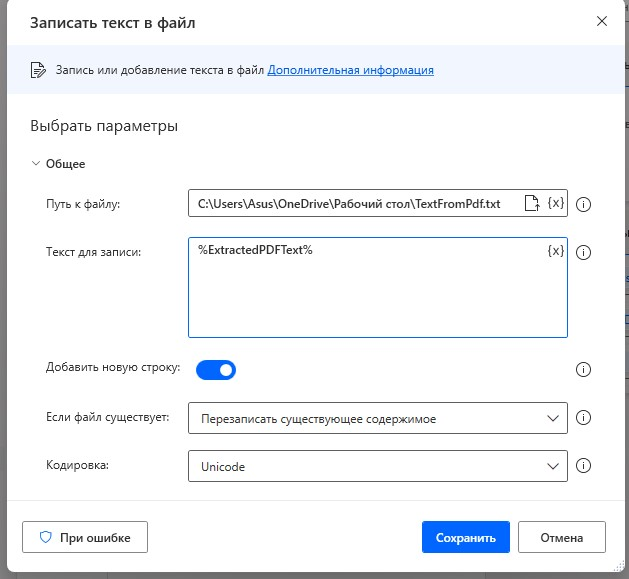 Записать текст в файл
Запись или добавление текста в файл Дополнительная информация
Выбрать параметры
Общее
Путь к файлу: C:\Users\Asus\OneDrive\Рабочий стол\TextFromPdf.txt {x}
Текст для записи: %ExtractedPDFText% {x}
Добавить новую строку:
Если файл существует: Перезаписать существующее содержимое
Кодировка: Unicode
При ошибке Сохранить Отмена